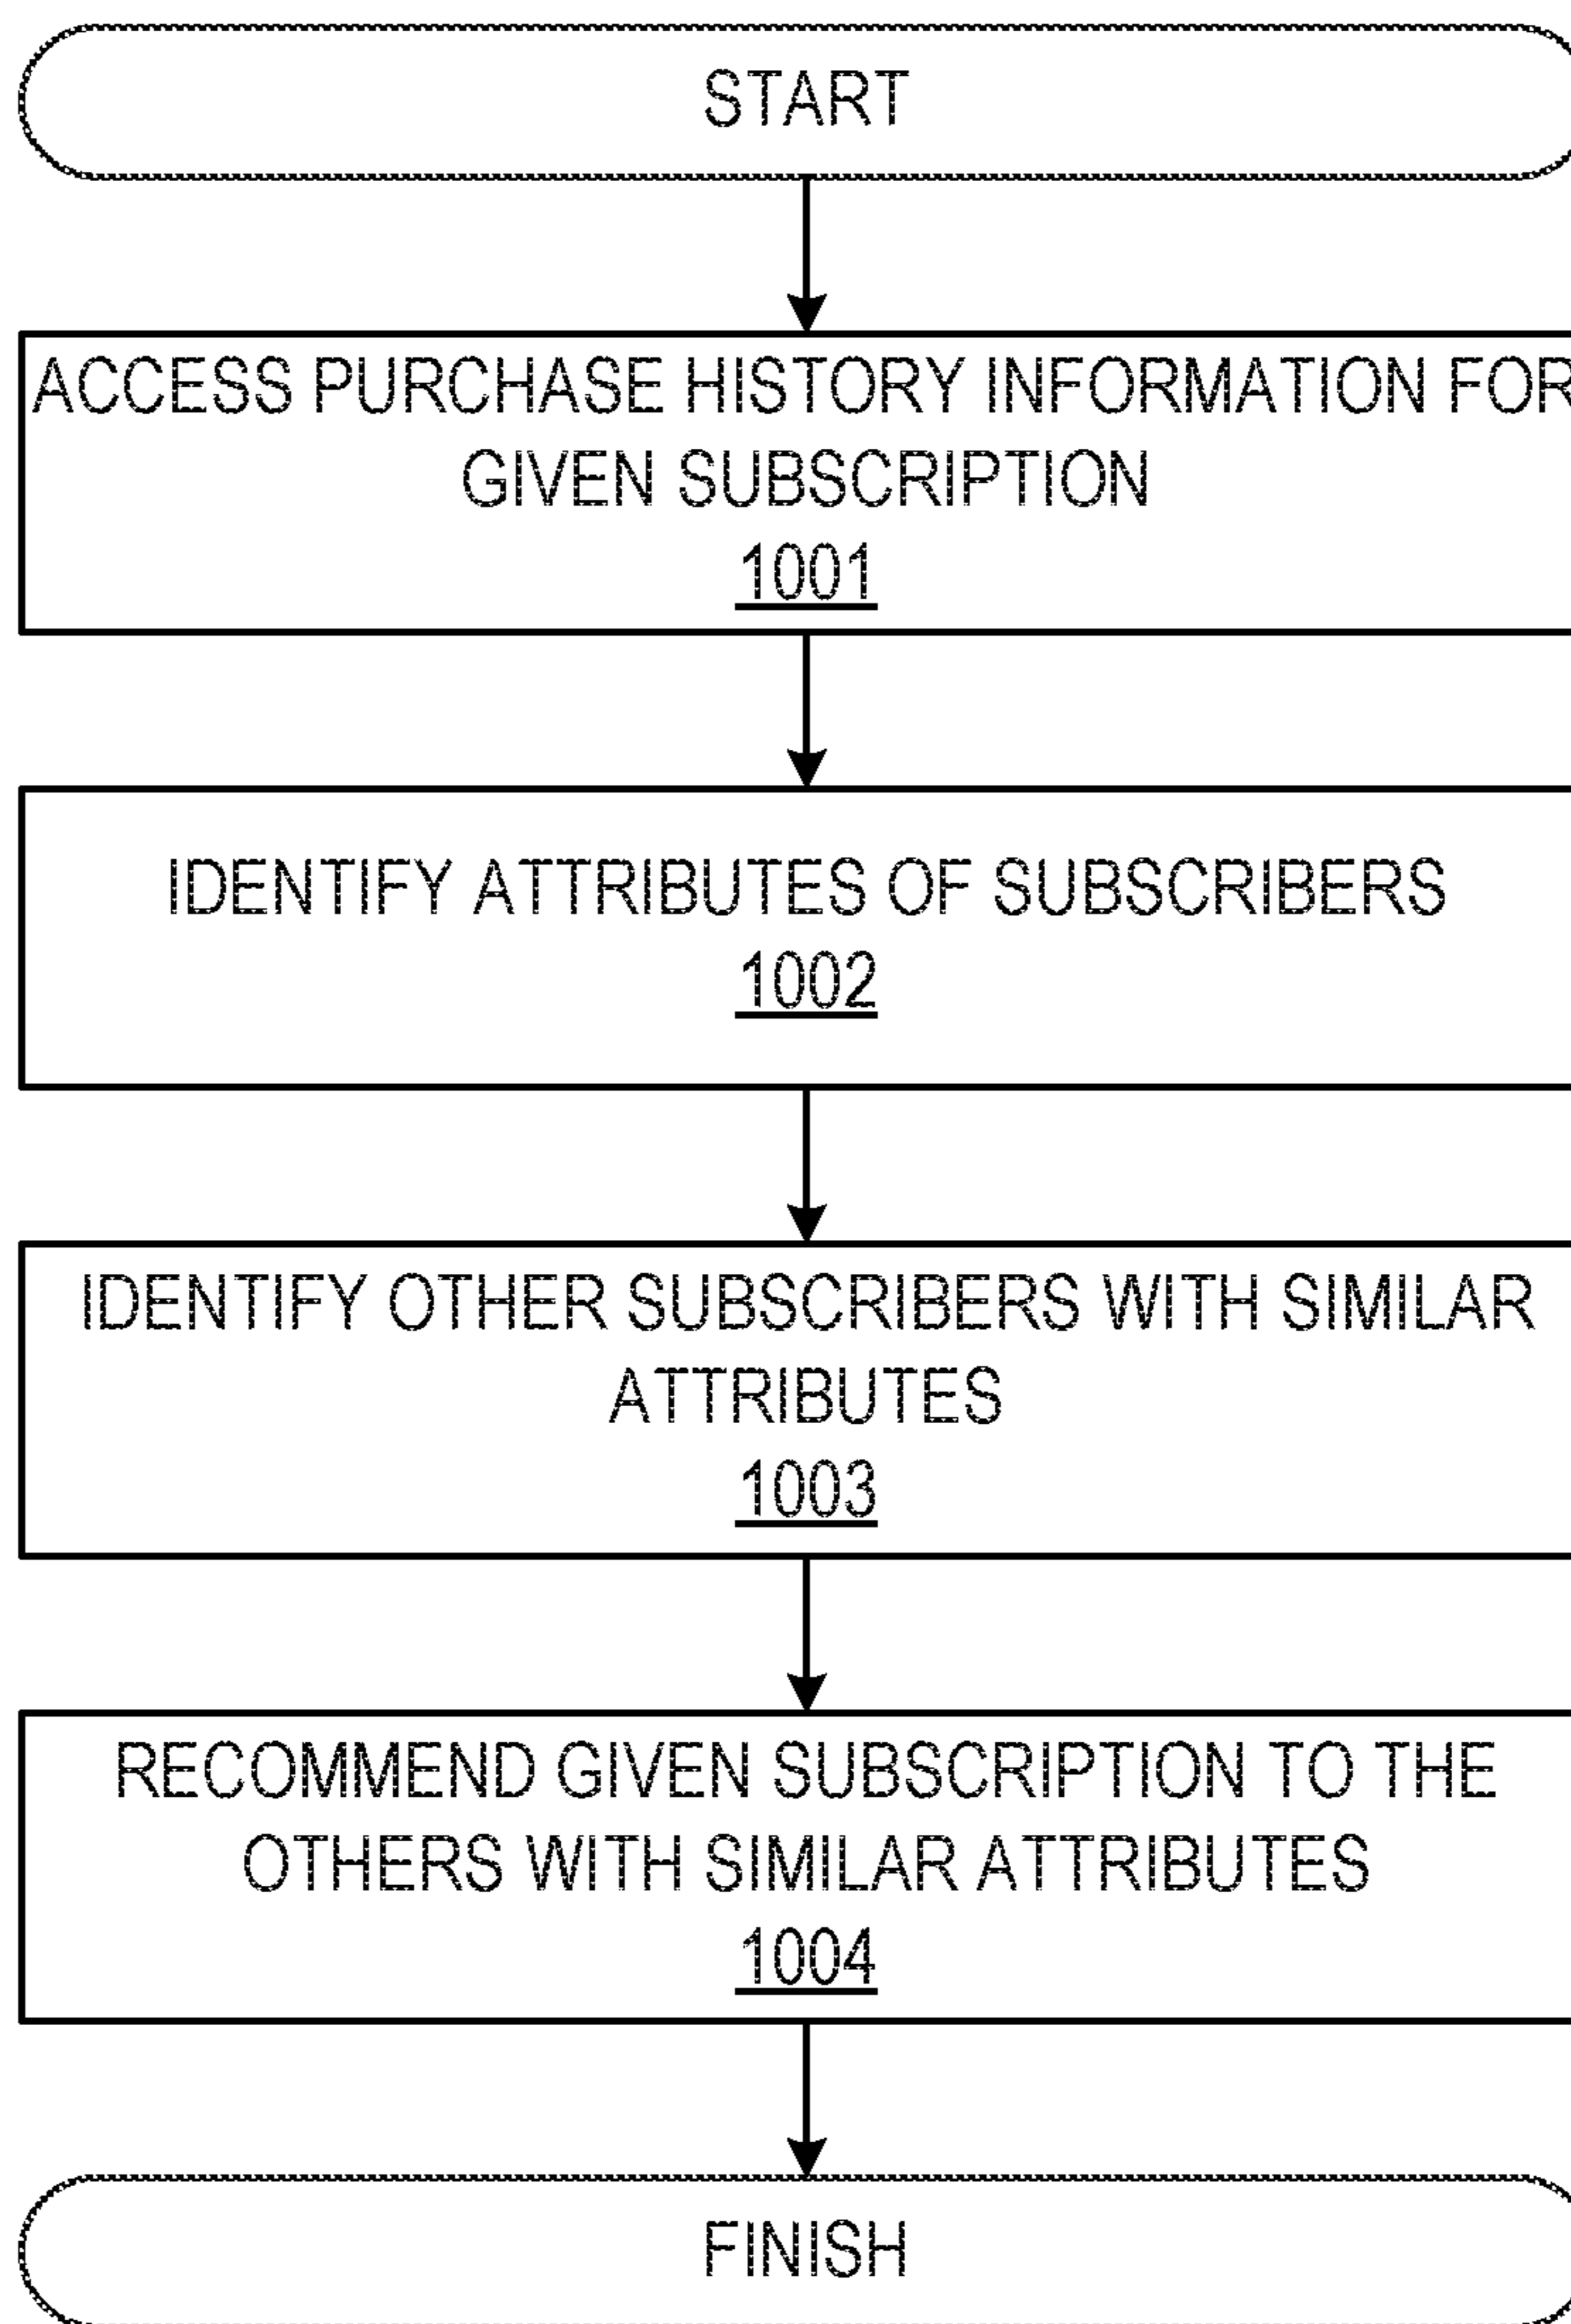 START
ACCESS PURCHASE HISTORY INFORMATION FOR
GIVEN SUBSCRIPTION
1001
IDENTIFY ATTRIBUTES OF SUBSCRIBERS
1002
IDENTIFY OTHER SUBSCRIBERS WITH SIMILAR
ATTRIBUTES
1003
RECOMMEND GIVEN SUBSCRIPTION TO THE
OTHERS WITH SIMILAR ATTRIBUTES
1004
FINISH